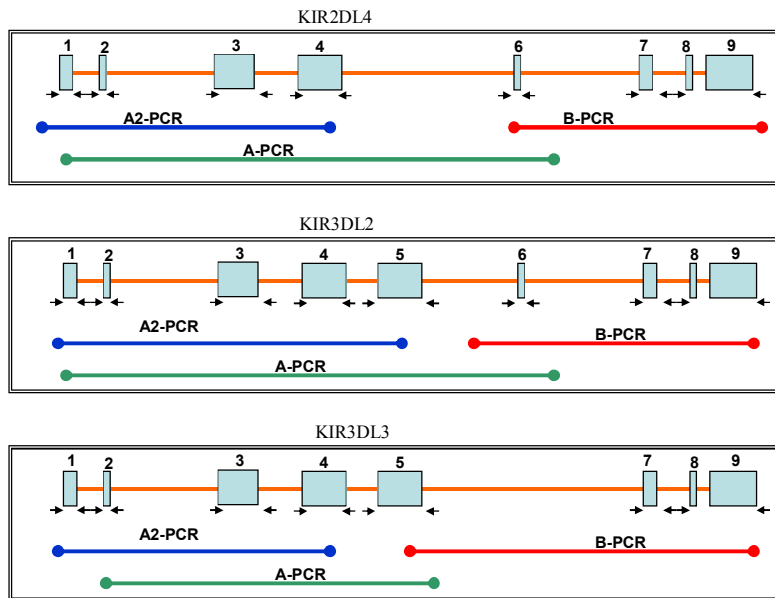 KIR2DL4
1 2 3 4 6 7 8 9
A2-PCR B-PCR
A-PCR
KIR3DL2
1 2 3 4 5 6 7 8 9
A2-PCR B-PCR
A-PCR
KIR3DL3
1 2 3 4 5 7 8 9
A2-PCR B-PCR
A-PCR